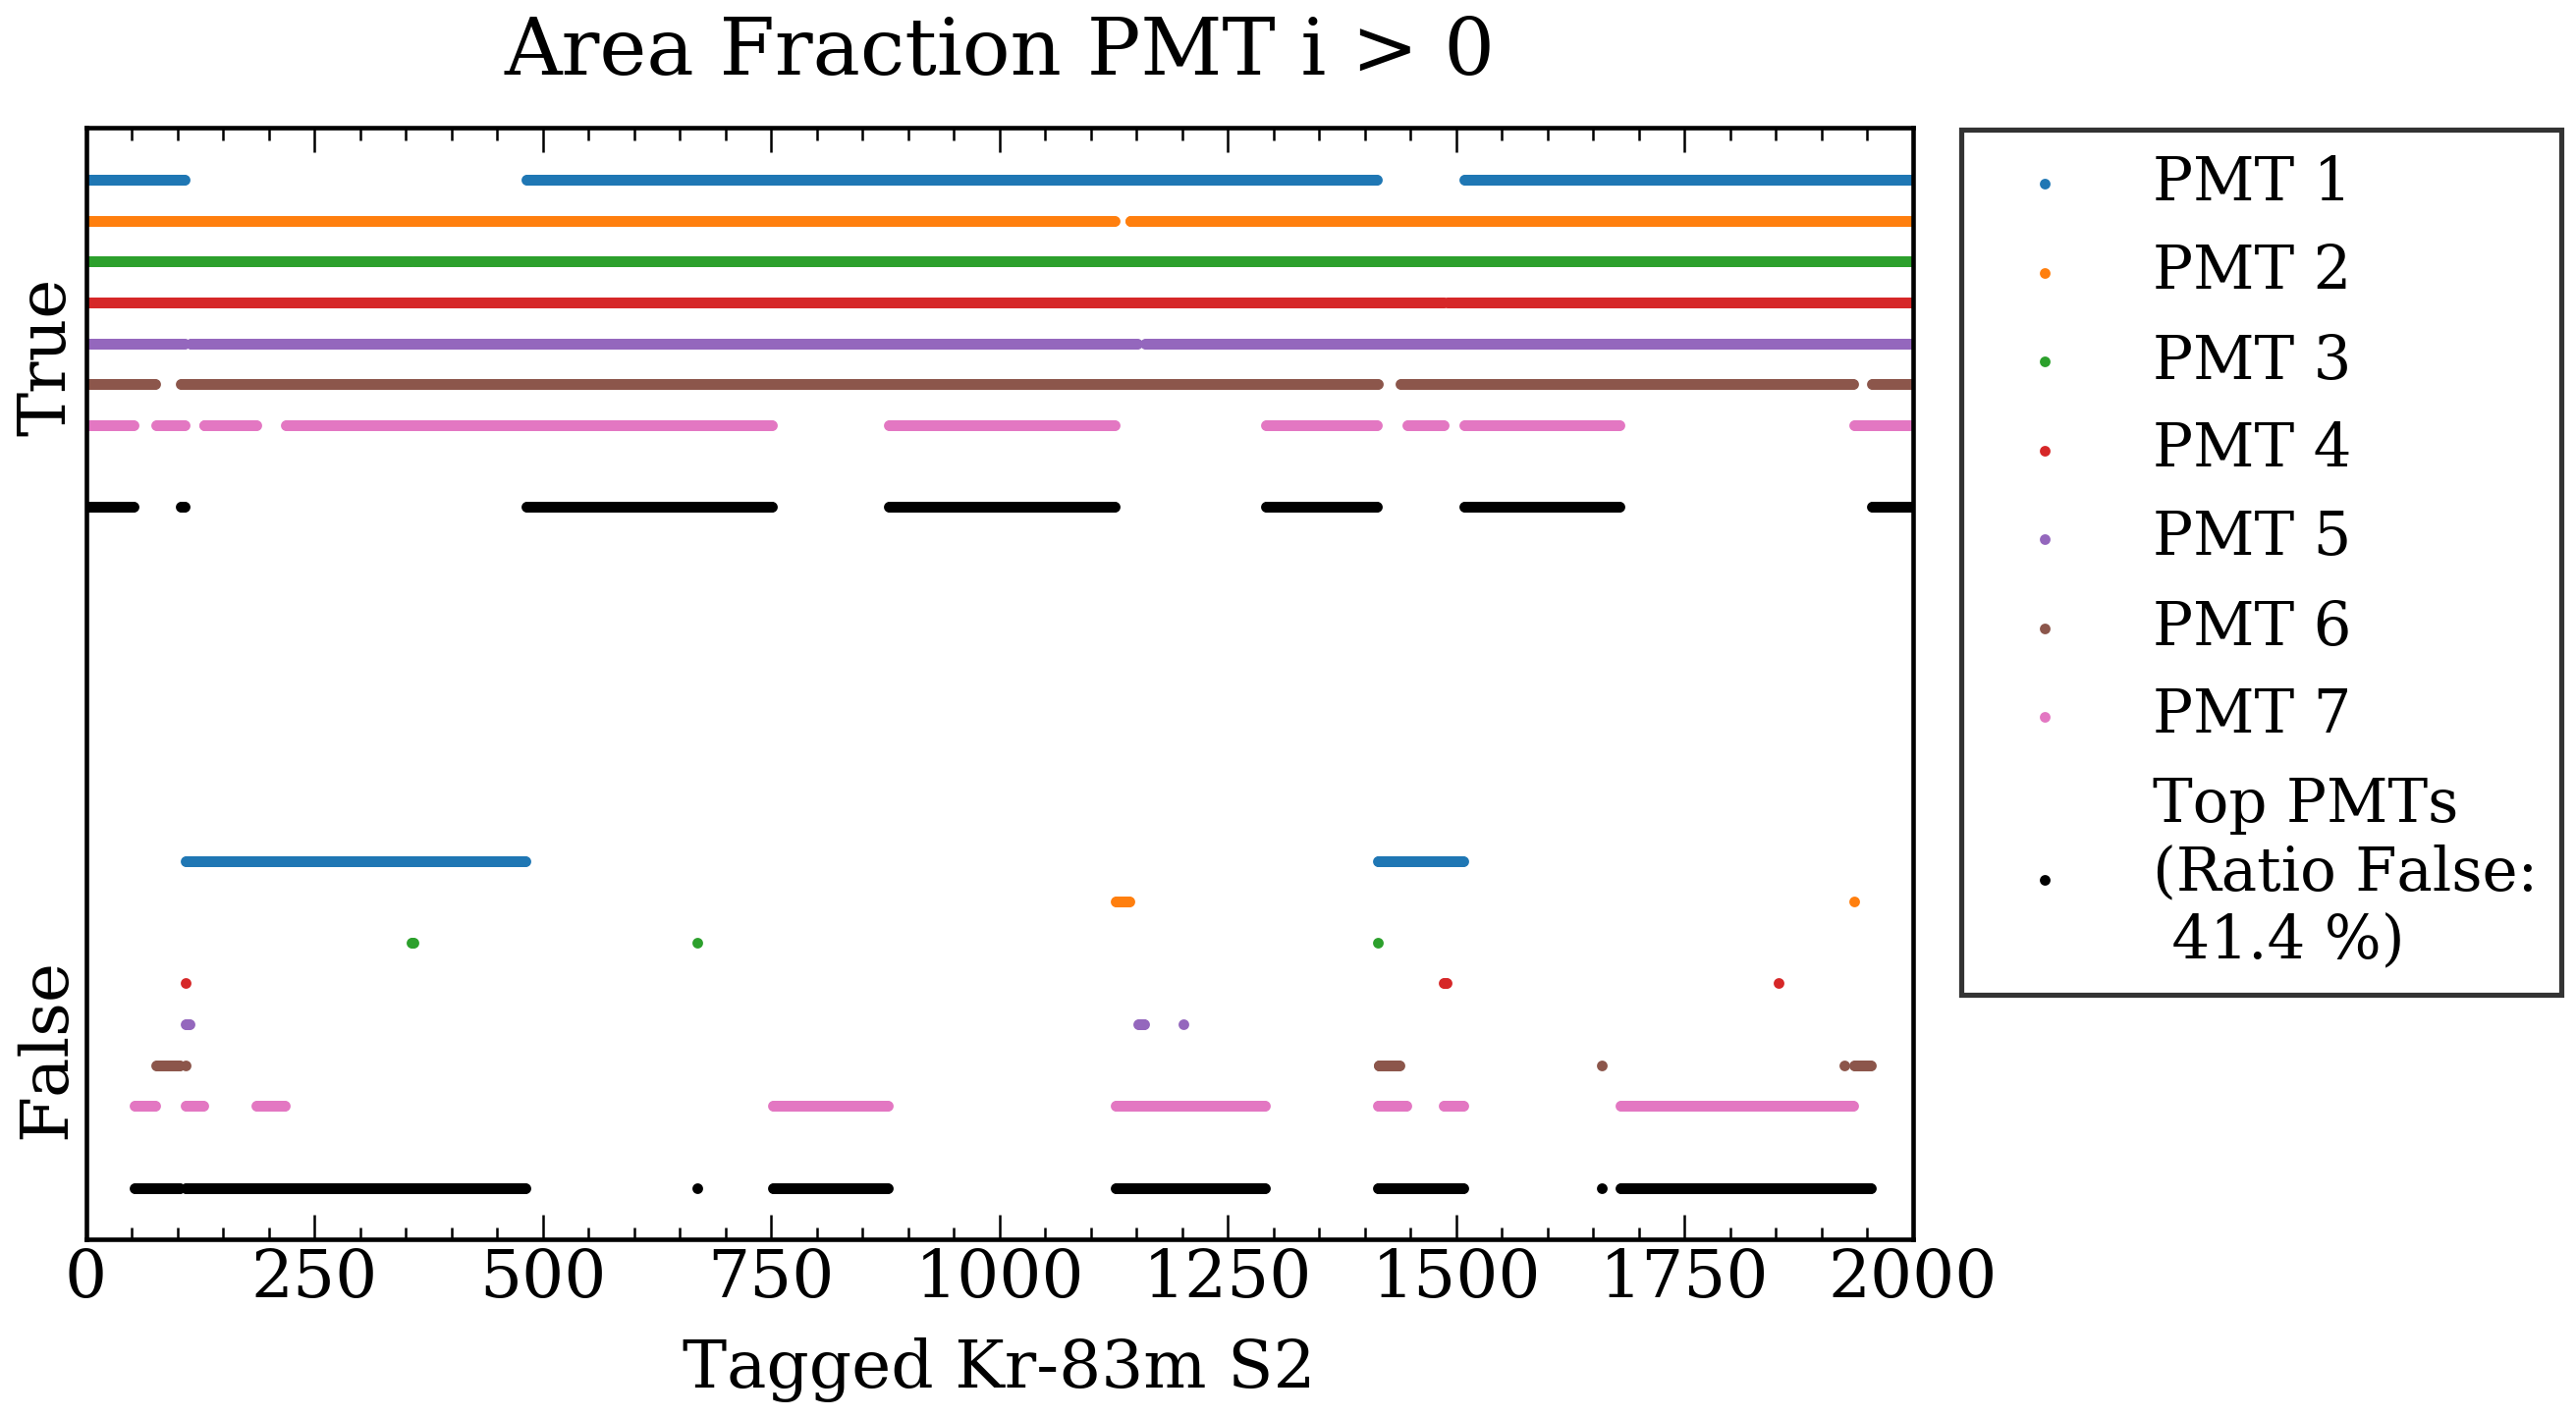 Area Fraction PMT i > 0
True
False
0 250 500 750 1000 1250 1500 1750 2000
Tagged Kr-83m S2
PMT 1
PMT 2
PMT 3
PMT 4
PMT 5
PMT 6
PMT 7
Top PMTs
(Ratio False:
41.4 %)